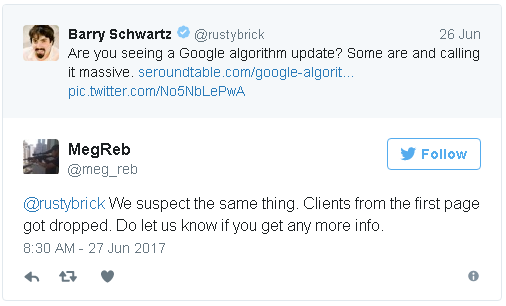 Barry Schwartz @rustybrick 26 Jun
Are you seeing a Google algorithm update? Some are and calling
it massive. seroundtable.com/google-algorit...
pic.twitter.com/No5NbLePwA
MegReb
@meg_reb
Follow
@rustybrick We suspect the same thing. Clients from the first page
got dropped. Do let us know if you get any more info.
8:30 AM - 27 Jun 2017